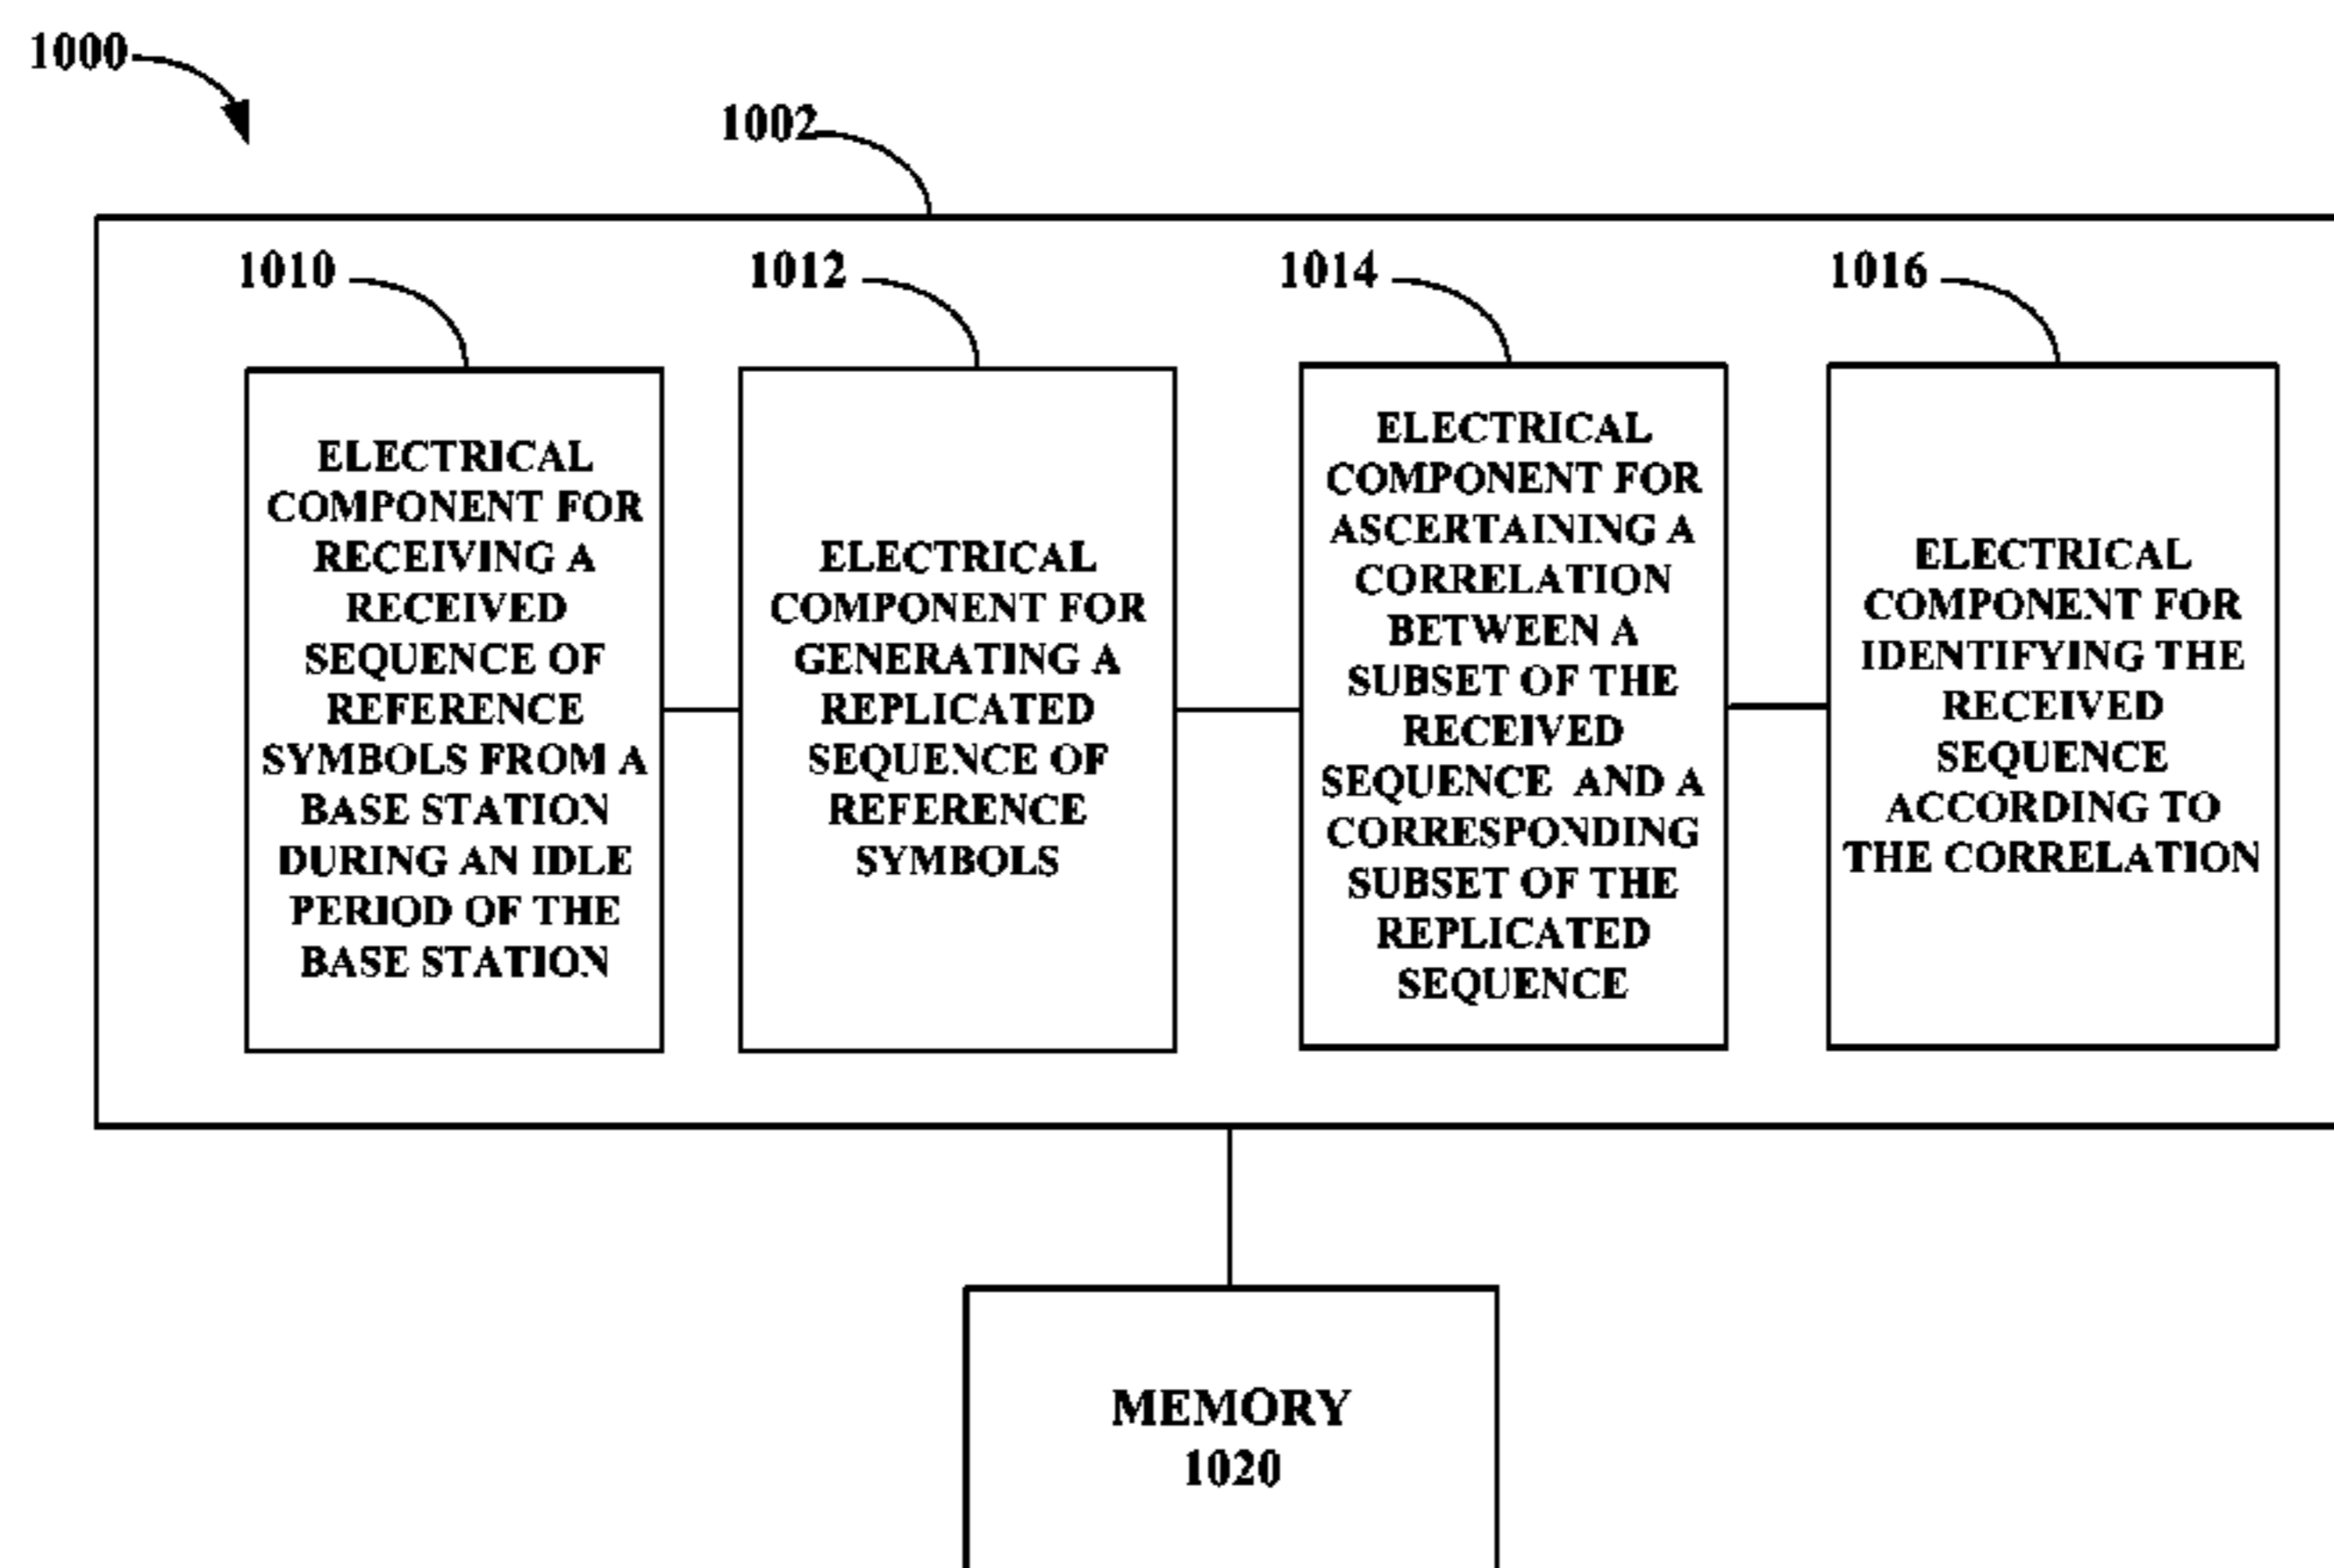 1000
1002
1010
1012
1014
1016
ELECTRICAL
COMPONENT FOR
RECEIVING A
RECEIVED
SEQUENCE OF
REFERENCE
SYMBOLS FROM A
BASE STATION
DURING AN IDLE
PERIOD OF THE
BASE STATION
ELECTRICAL
COMPONENT FOR
GENERATING A
REPLICATED
SEQUENCE OF
REFERENCE
SYMBOLS
ELECTRICAL
COMPONENT FOR
ASCERTAINING A
CORRELATION
BETWEEN A
SUBSET OF THE
RECEIVED
SEQUENCE AND A
CORRESPONDING
SUBSET OF THE
REPLICATED
SEQUENCE
ELECTRICAL
COMPONENT FOR
IDENTIFYING THE
RECEIVED
SEQUENCE
ACCORDING TO
THE CORRELATION
MEMORY
1020